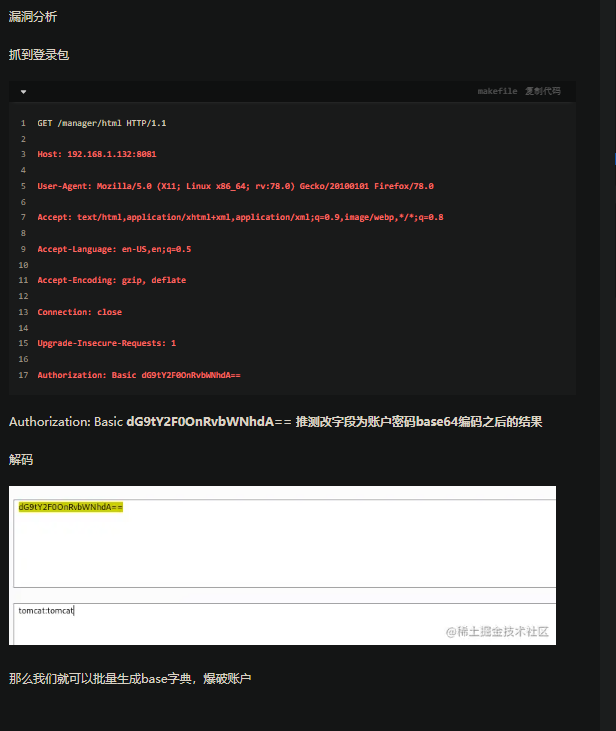 漏洞分析
抓到登录包
makefile 复制代码
1 GET /manager/html HTTP/1.1
2
3 Host: 192.168.1.132:8081
4
5 User-Agent: Mozilla/5.0 (X11; Linux x86_64; rv:78.0) Gecko/20100101 Firefox/78.0
6
7 Accept: text/html,application/xhtml+xml,application/xml;q=0.9,image/webp,*/*;q=0.8
8
9 Accept-Language: en-US,en;q=0.5
10
11 Accept-Encoding: gzip, deflate
12
13 Connection: close
14
15 Upgrade-Insecure-Requests: 1
16
17 Authorization: Basic dG9tY2F0OnRvbWNhdA==
Authorization: Basic dG9tY2F0OnRvbWNhdA== 推测改字段为账户密码base64编码之后的结果
解码
dG9tY2F0OnRvbWNhdA==
tomcat:tomcat
@稀土掘金技术社区
那么我们就可以批量生成base字典，爆破账户